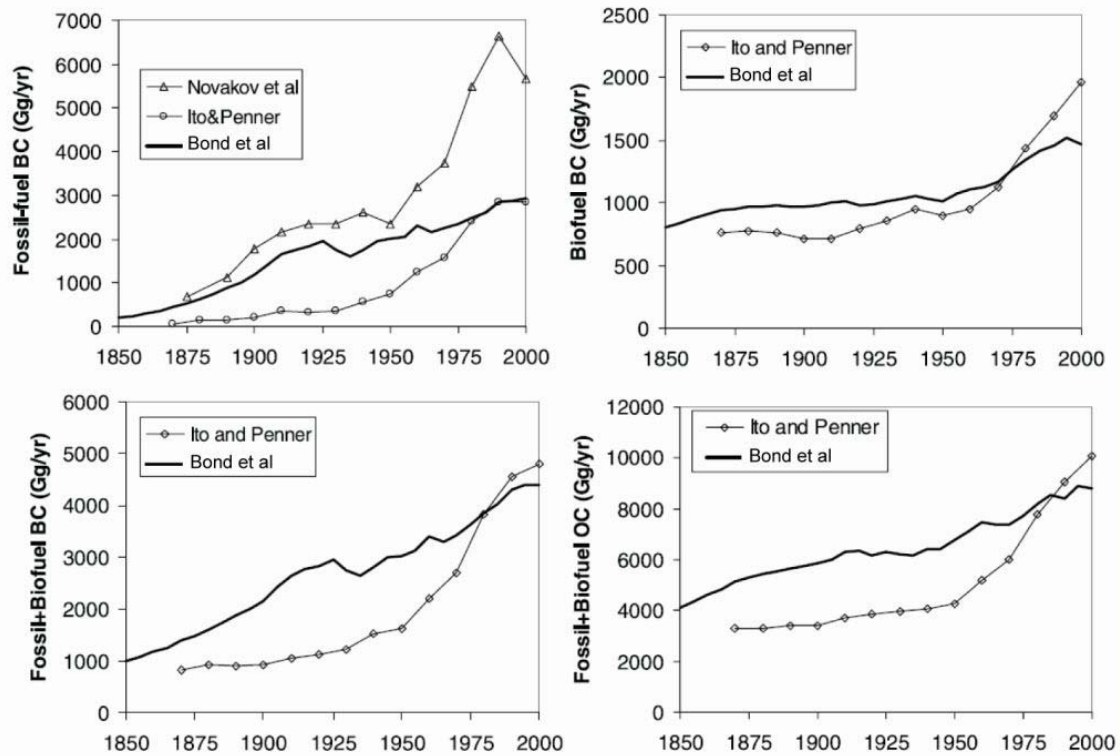 Fossil-fuel BC (Gg/yr)
7000
6000
5000
4000
3000
2000
1000
0
Novakov et al
Ito&Penner
Bond et al
1850 1875 1900 1925 1950 1975 2000
Biofuel BC (Gg/yr)
2500
2000
1500
1000
500
0
Ito and Penner
Bond et al
1850 1875 1900 1925 1950 1975 2000
Fossil+Biofuel BC (Gg/yr)
6000
5000
4000
3000
2000
1000
0
Ito and Penner
Bond et al
1850 1875 1900 1925 1950 1975 2000
Fossil+Biofuel OC (Gg/yr)
12000
10000
8000
6000
4000
2000
0
Ito and Penner
Bond et al
1850 1875 1900 1925 1950 1975 2000